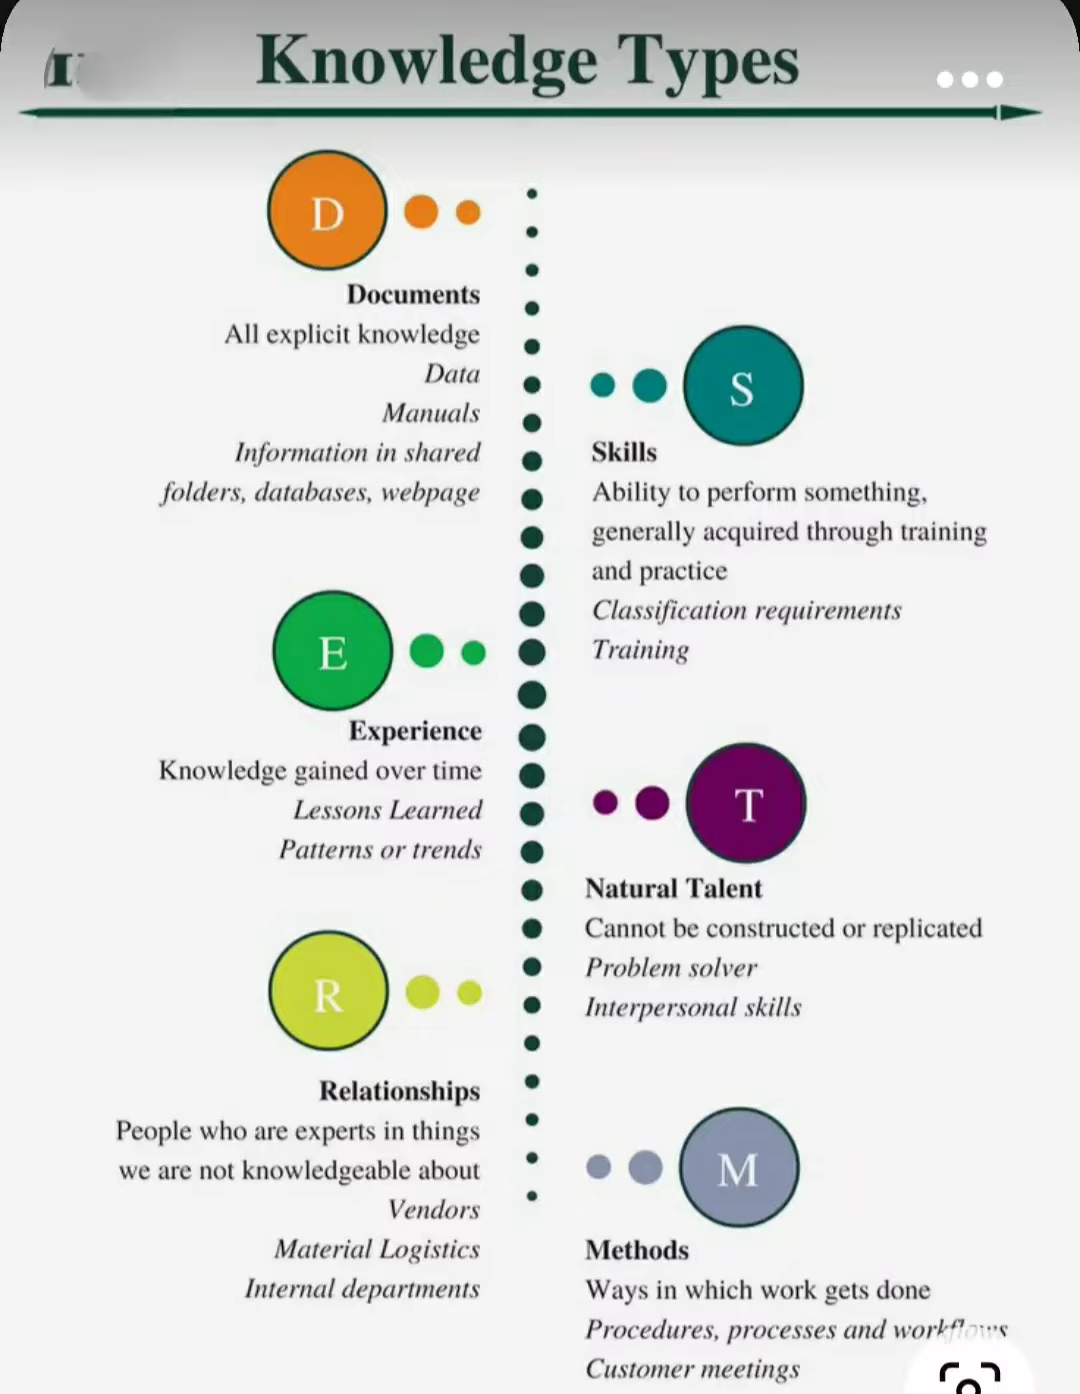 Knowledge Types
D
Documents
All explicit knowledge
Data
Manuals
Information in shared
folders, databases, webpage
S
Skills
Ability to perform something,
generally acquired through training
and practice
Classification requirements
Training
E
Experience
Knowledge gained over time
Lessons Learned
Patterns or trends
T
Natural Talent
Cannot be constructed or replicated
Problem solver
Interpersonal skills
R
Relationships
People who are experts in things
we are not knowledgeable about
Vendors
Material Logistics
Internal departments
M
Methods
Ways in which work gets done
Procedures, processes and workflows
Customer meetings